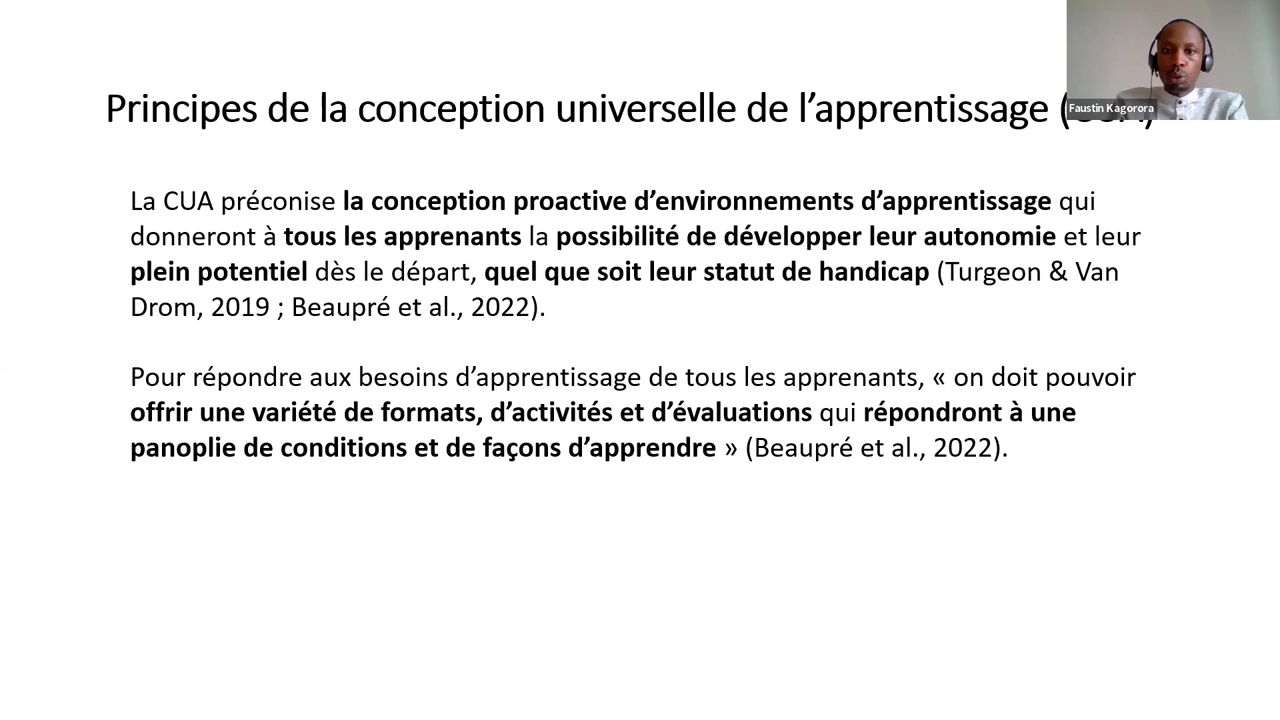 Principes de la conception universelle de l’apprentissage
Faustin Kagorora
La CUA préconise la conception proactive d’environnements d’apprentissage qui
donneront à tous les apprenants la possibilité de développer leur autonomie et leur
plein potentiel dès le départ, quel que soit leur statut de handicap (Turgeon & Van
Drom, 2019 ; Beaupré et al., 2022).
Pour répondre aux besoins d’apprentissage de tous les apprenants, « on doit pouvoir
offrir une variété de formats, d’activités et d’évaluations qui répondront à une
panoplie de conditions et de façons d’apprendre » (Beaupré et al., 2022).